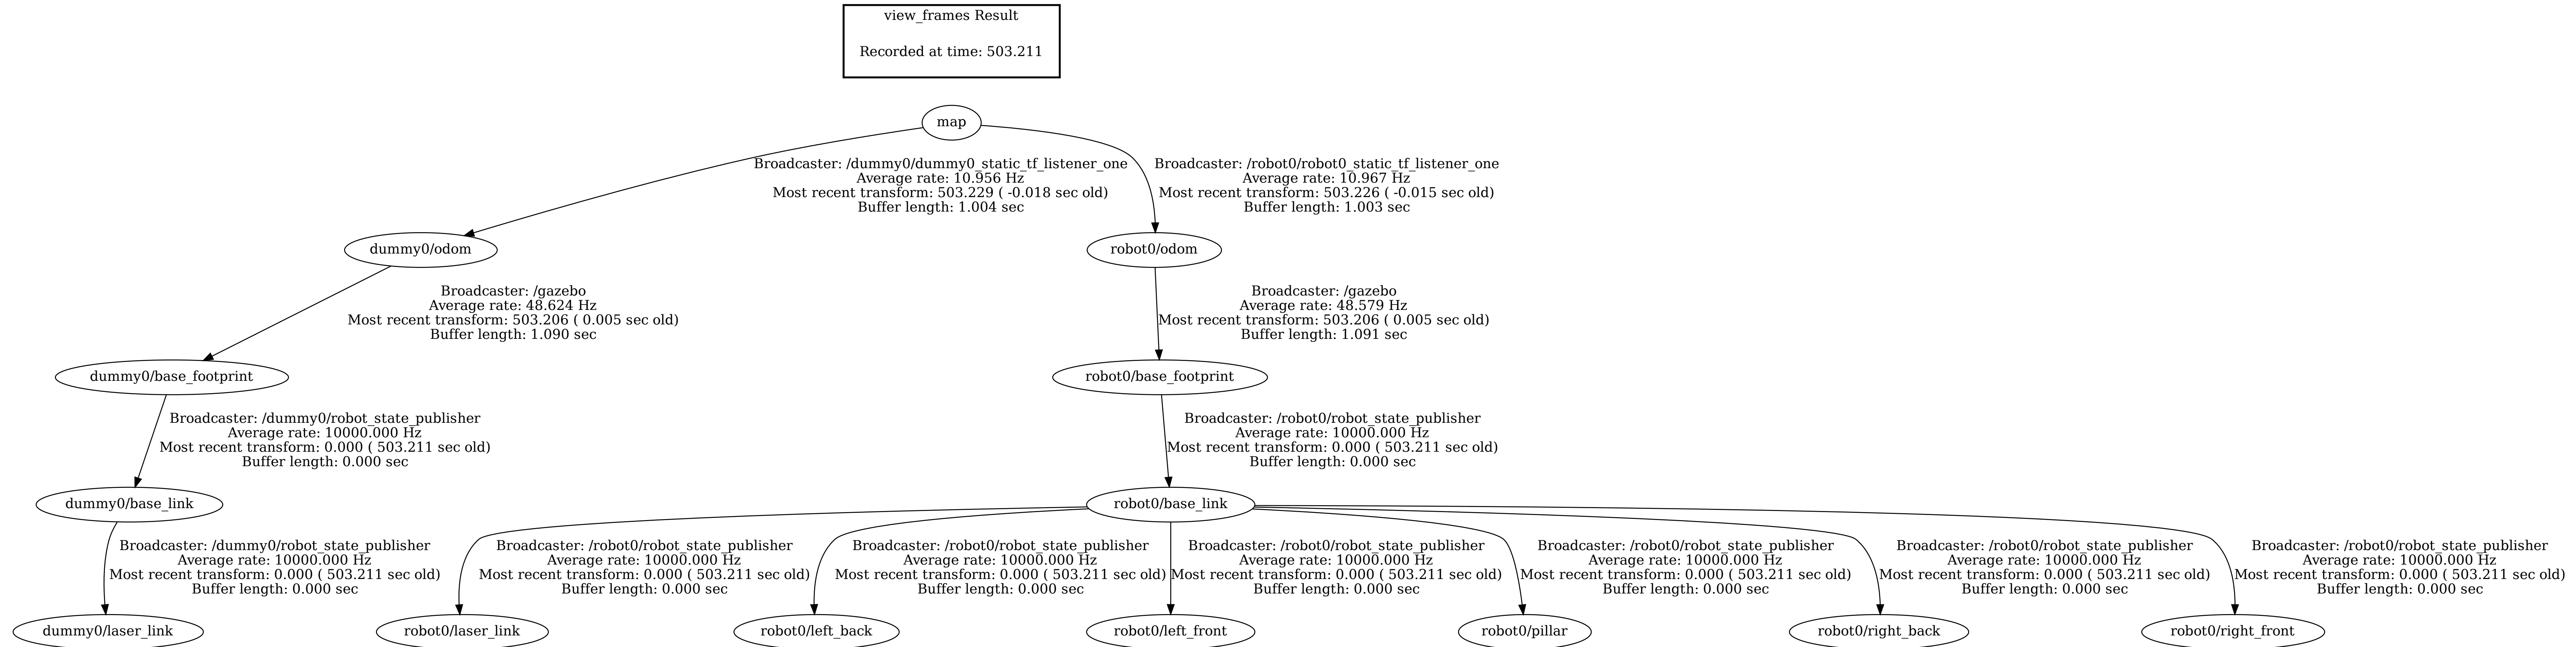 view_frames Result
Recorded at time: 503.211
map
Broadcaster: /dummy0/dummy0_static_tf_listener_one
Average rate: 10.956 Hz
Most recent transform: 503.229 ( -0.018 sec old)
Buffer length: 1.004 sec
Broadcaster: /robot0/robot0_static_tf_listener_one
Average rate: 10.967 Hz
Most recent transform: 503.226 ( -0.015 sec old)
Buffer length: 1.003 sec
dummy0/odom
robot0/odom
Broadcaster: /gazebo
Average rate: 48.624 Hz
Most recent transform: 503.206 ( 0.005 sec old)
Buffer length: 1.090 sec
Broadcaster: /gazebo
Average rate: 48.579 Hz
Most recent transform: 503.206 ( 0.005 sec old)
Buffer length: 1.091 sec
dummy0/base_footprint
robot0/base_footprint
Broadcaster: /dummy0/robot_state_publisher
Average rate: 10000.000 Hz
Most recent transform: 0.000 ( 503.211 sec old)
Buffer length: 0.000 sec
Broadcaster: /robot0/robot_state_publisher
Average rate: 10000.000 Hz
Most recent transform: 0.000 ( 503.211 sec old)
Buffer length: 0.000 sec
dummy0/base_link
robot0/base_link
Broadcaster: /dummy0/robot_state_publisher
Average rate: 10000.000 Hz
Most recent transform: 0.000 ( 503.211 sec old)
Buffer length: 0.000 sec
Broadcaster: /robot0/robot_state_publisher
Average rate: 10000.000 Hz
Most recent transform: 0.000 ( 503.211 sec old)
Buffer length: 0.000 sec
Broadcaster: /robot0/robot_state_publisher
Average rate: 10000.000 Hz
Most recent transform: 0.000 ( 503.211 sec old)
Buffer length: 0.000 sec
Broadcaster: /robot0/robot_state_publisher
Average rate: 10000.000 Hz
Most recent transform: 0.000 ( 503.211 sec old)
Buffer length: 0.000 sec
Broadcaster: /robot0/robot_state_publisher
Average rate: 10000.000 Hz
Most recent transform: 0.000 ( 503.211 sec old)
Buffer length: 0.000 sec
Broadcaster: /robot0/robot_state_publisher
Average rate: 10000.000 Hz
Most recent transform: 0.000 ( 503.211 sec old)
Buffer length: 0.000 sec
Broadcaster: /robot0/robot_state_publisher
Average rate: 10000.000 Hz
Most recent transform: 0.000 ( 503.211 sec old)
Buffer length: 0.000 sec
dummy0/laser_link
robot0/laser_link
robot0/left_back
robot0/left_front
robot0/pillar
robot0/right_back
robot0/right_front